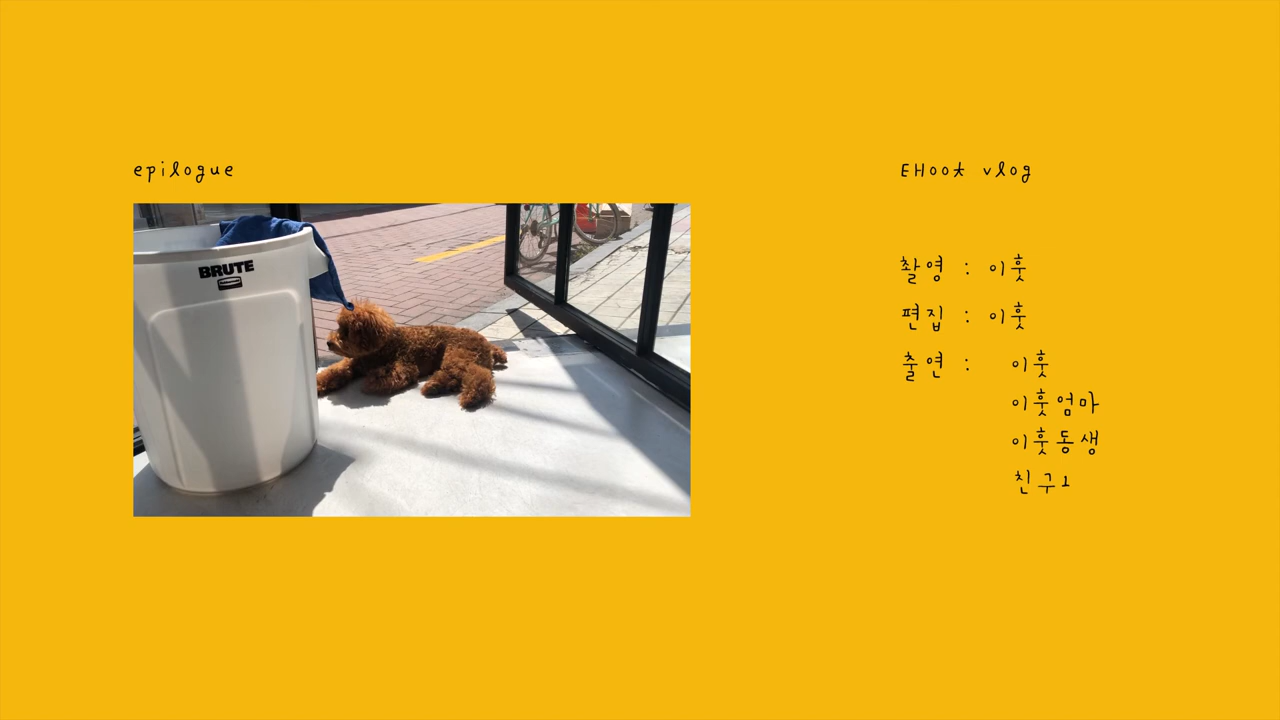 epilogue
BRUTE
EHoot vlog
촬영 : 이훗
편집 : 이훗
출연 : 이훗
이훗엄마
이훗동생
친구1